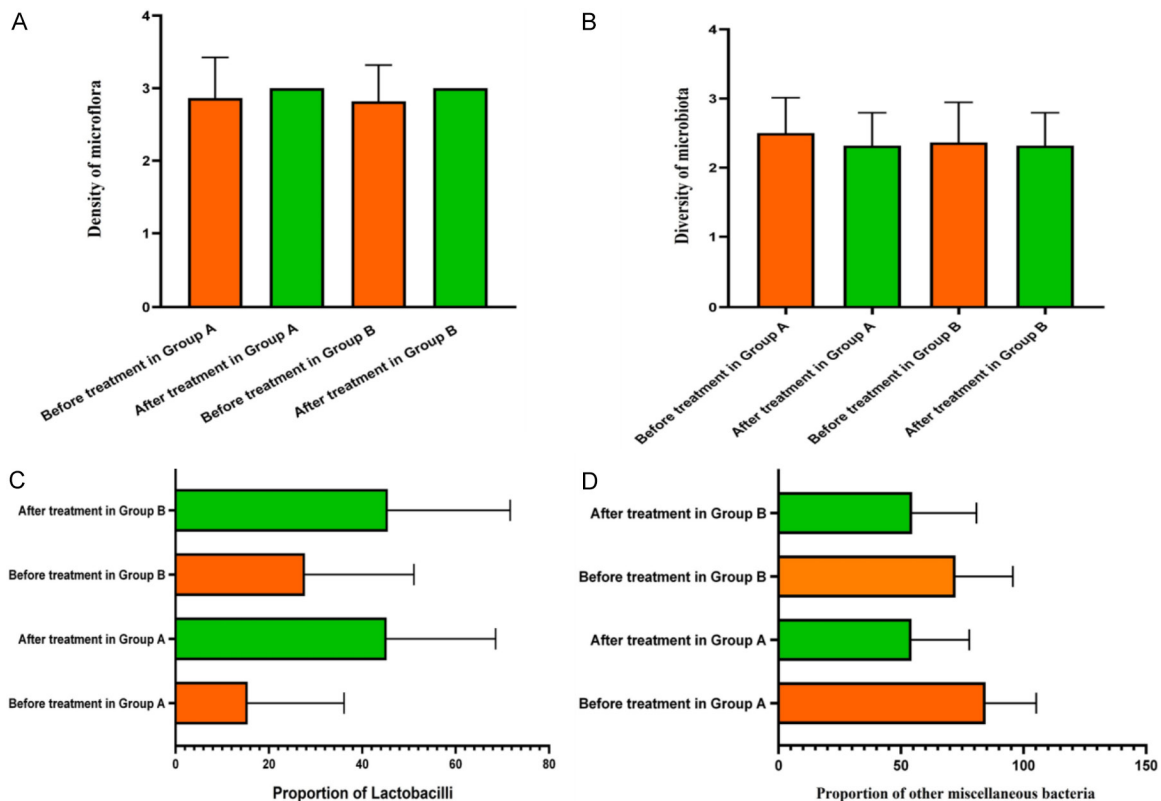 A
4
3
2
1
0
Density of microflora
Before treatment in Group A
After treatment in Group A
Before treatment in Group B
After treatment in Group B
B
4
3
2
1
0
Diversity of microbiota
Before treatment in Group A
After treatment in Group A
Before treatment in Group B
After treatment in Group B
C
After treatment in Group B
Before treatment in Group B
After treatment in Group A
Before treatment in Group A
0 20 40 60 80
Proportion of Lactobacilli
D
After treatment in Group B
Before treatment in Group B
After treatment in Group A
Before treatment in Group A
0 50 100 150
Proportion of other miscellaneous bacteria